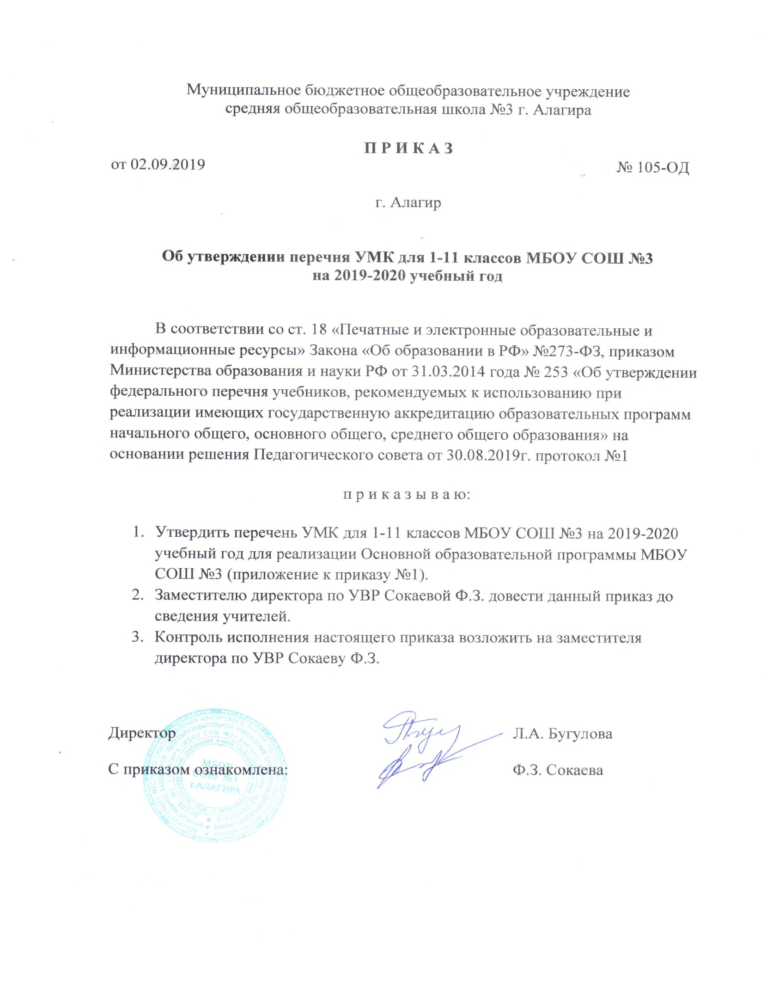 Муниципальное бюджетное общеобразовательное учреждение
средняя общеобразовательная школа №3 г. Алагира
П Р И К А З
от 02.09.2019 № 105-ОД
г. Алагир
Об утверждении перечня УМК для 1-11 классов МБОУ СОШ №3
на 2019-2020 учебный год
В соответствии со ст. 18 «Печатные и электронные образовательные и
информационные ресурсы» Закона «Об образовании в РФ» №273-ФЗ, приказом
Министерства образования и науки РФ от 31.03.2014 года № 253 «Об утверждении
федерального перечня учебников, рекомендуемых к использованию при
реализации имеющих государственную аккредитацию образовательных программ
начального общего, основного общего, среднего общего образования» на
основании решения Педагогического совета от 30.08.2019г. протокол №1
п р и к а з ы в а ю:
1. Утвердить перечень УМК для 1-11 классов МБОУ СОШ №3 на 2019-2020
учебный год для реализации Основной образовательной программы МБОУ
СОШ №3 (приложение к приказу №1).
2. Заместителю директора по УВР Сокаевой Ф.З. довести данный приказ до
сведения учителей.
3. Контроль исполнения настоящего приказа возложить на заместителя
директора по УВР Сокаеву Ф.З.
Директор Л.А. Бугулова
С приказом ознакомлена: Ф.З. Сокаева
МБОУ
СОШ №3
г.АЛАГИРА